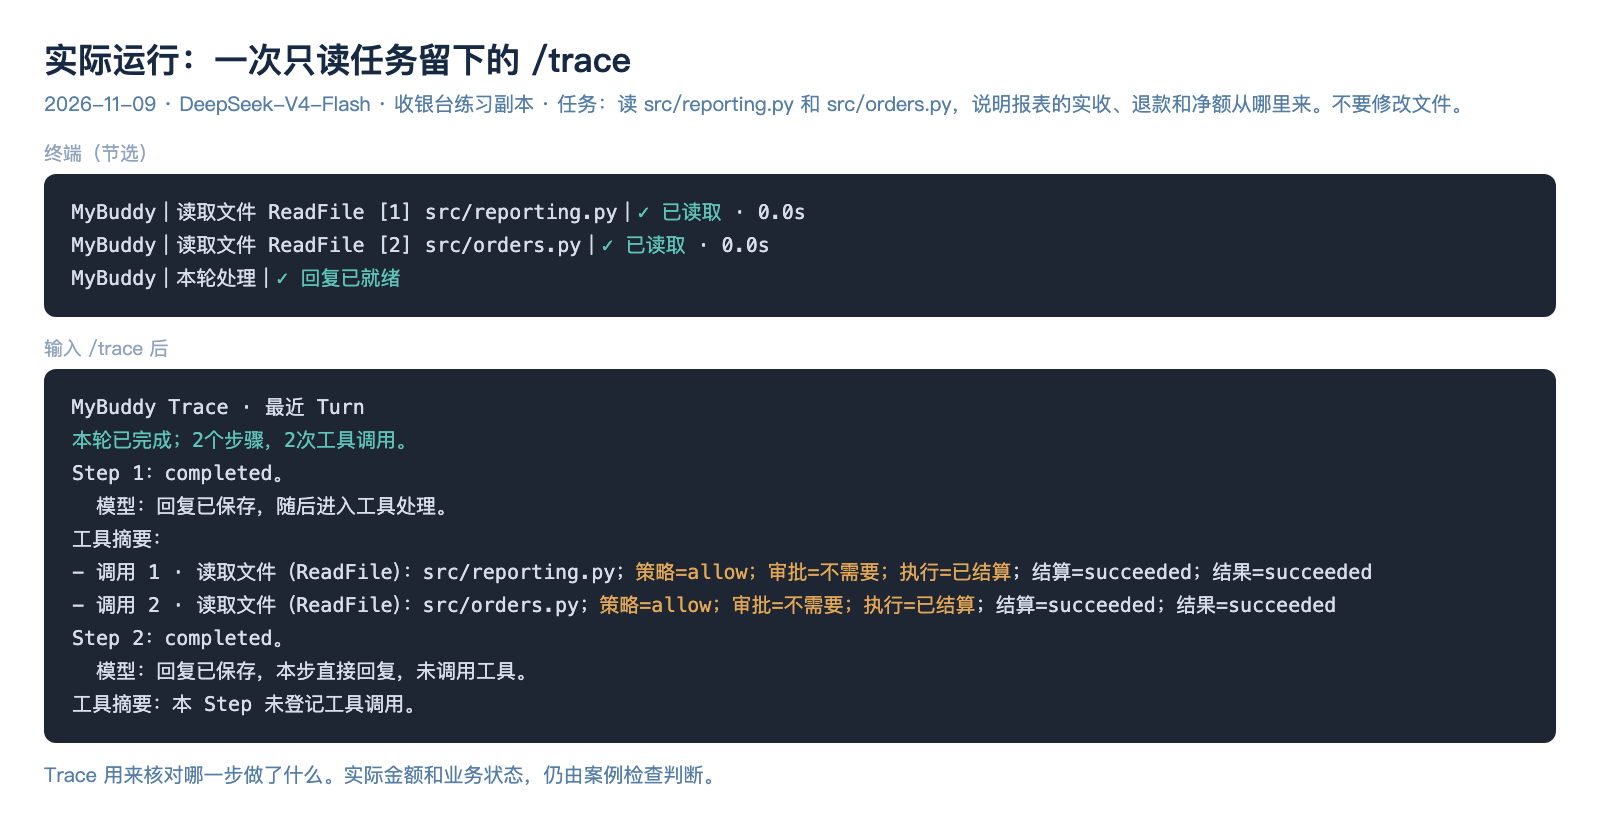 实际运行：一次只读任务留下的 /trace
2026-11-09 · DeepSeek-V4-Flash · 收银台练习副本 · 任务：读 src/reporting.py 和 src/orders.py，说明报表的实收、退款和净额从哪里来。不要修改文件。
终端（节选）
MyBuddy｜读取文件 ReadFile [1] src/reporting.py｜✓ 已读取 · 0.0s
MyBuddy｜读取文件 ReadFile [2] src/orders.py｜✓ 已读取 · 0.0s
MyBuddy｜本轮处理｜✓ 回复已就绪
输入 /trace 后
MyBuddy Trace · 最近 Turn
本轮已完成；2个步骤，2次工具调用。
Step 1：completed。
模型：回复已保存，随后进入工具处理。
工具摘要：
- 调用 1 · 读取文件（ReadFile）：src/reporting.py；策略=allow；审批=不需要；执行=已结算；结算=succeeded；结果=succeeded
- 调用 2 · 读取文件（ReadFile）：src/orders.py；策略=allow；审批=不需要；执行=已结算；结算=succeeded；结果=succeeded
Step 2：completed。
模型：回复已保存，本步直接回复，未调用工具。
工具摘要：本 Step 未登记工具调用。
Trace 用来核对哪一步做了什么。实际金额和业务状态，仍由案例检查判断。